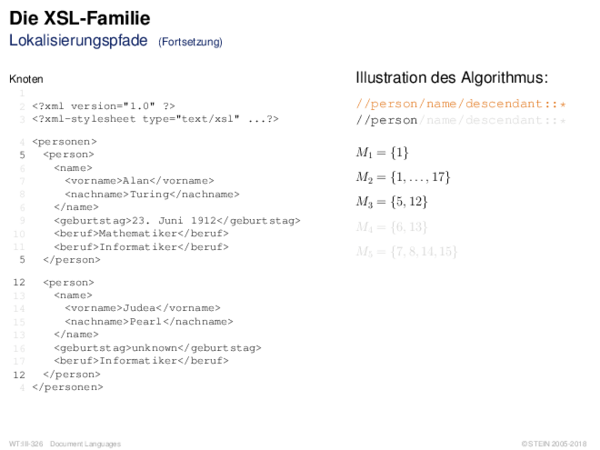 Die XSL-Familie
Lokalisierungspfade (Fortsetzung)
Knoten
1
2 <?xml version="1.0" ?>
3 <?xml-stylesheet type="text/xsl" ...?>
4 <personen>
5 <person>
6 <name>
7 <vorname>Alan</vorname>
8 <nachname>Turing</nachname>
6 </name>
9 <geburtstag>23. Juni 1912</geburtstag>
10 <beruf>Mathematiker</beruf>
11 <beruf>Informatiker</beruf>
5 </person>
12 <person>
13 <name>
14 <vorname>Judea</vorname>
15 <nachname>Pearl</nachname>
13 </name>
16 <geburtstag>unknown</geburtstag>
17 <beruf>Informatiker</beruf>
12 </person>
4 </personen>
Illustration des Algorithmus:
//person/name/descendant::*
//person/name/descendant::*
M₁ = {1}
M₂ = {1, . . . , 17}
M₃ = {5, 12}
M₄ = {6, 13}
M₅ = {7, 8, 14, 15}
WT:III-326 Document Languages
© STEIN 2005-2018